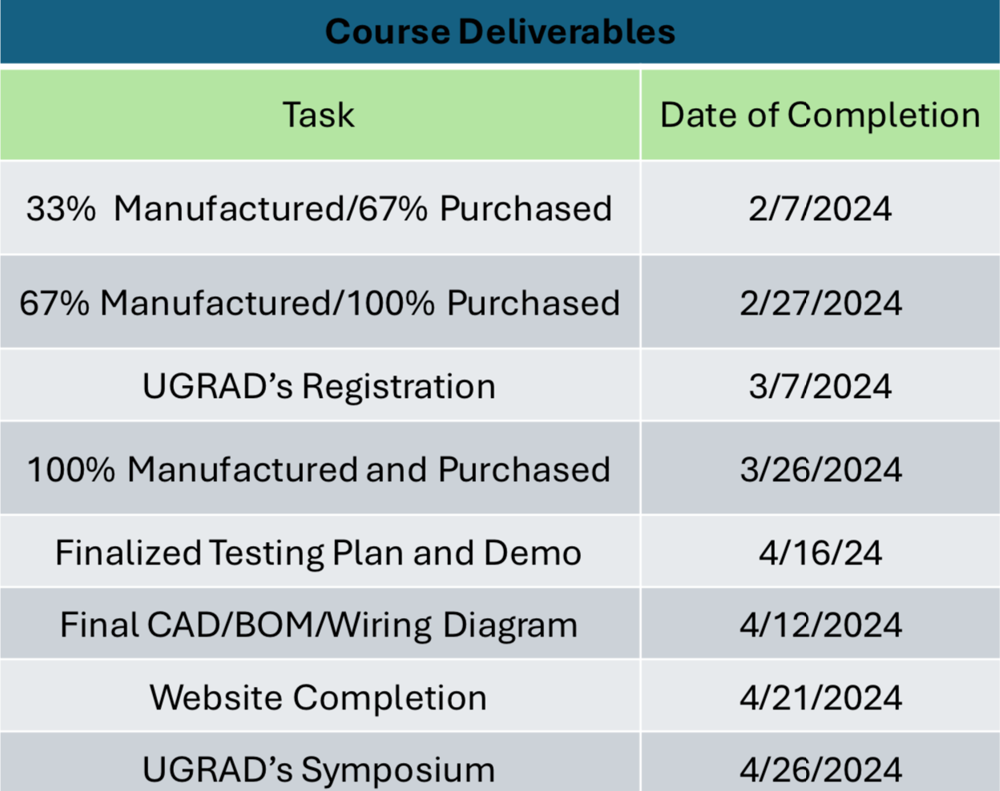 Course Deliverables
Task Date of Completion
33% Manufactured/67% Purchased 2/7/2024
67% Manufactured/100% Purchased 2/27/2024
UGRAD’s Registration 3/7/2024
100% Manufactured and Purchased 3/26/2024
Finalized Testing Plan and Demo 4/16/24
Final CAD/BOM/Wiring Diagram 4/12/2024
Website Completion 4/21/2024
UGRAD’s Symposium 4/26/2024